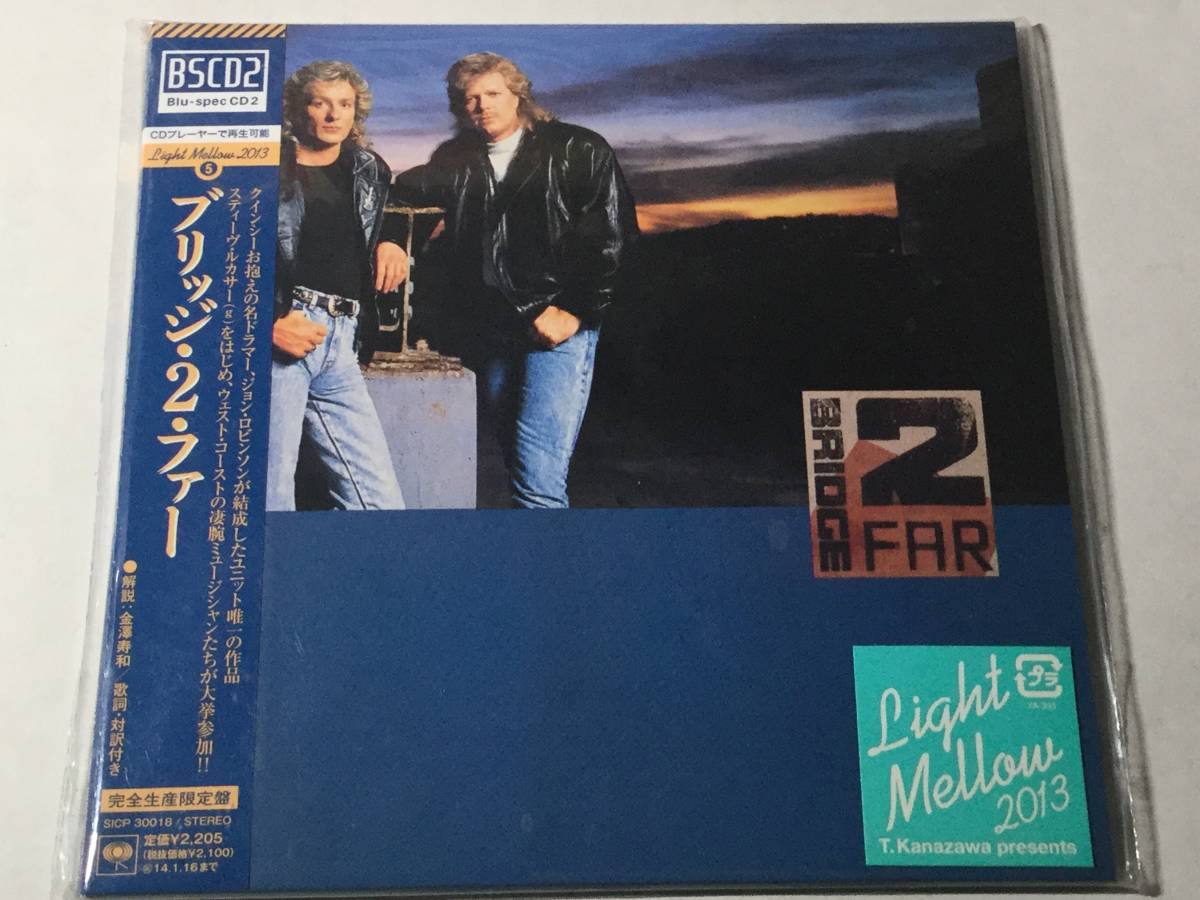 BSCD2
Blu-spec CD 2
CDプレーヤーで再生可能
Light Mellow 2013
5
ブリッジ・2・ファー
クインシーお抱えの名ドラマー、ジョン・ロビンソンが結成したユニット唯一の作品
スティーヴ・ルカサー(g)をはじめ、ウェスト・コーストの凄腕ミュージシャンたちが大挙参加!!
●解説:金澤寿和／歌詞・対訳付き
完全生産限定盤
SICP 30018 / STEREO
定価¥2,205
(税抜価格¥2,100)
14.1.16まで
BRIDGE
2
FAR
プラ
Light
Mellow
2013
T.Kanazawa presents